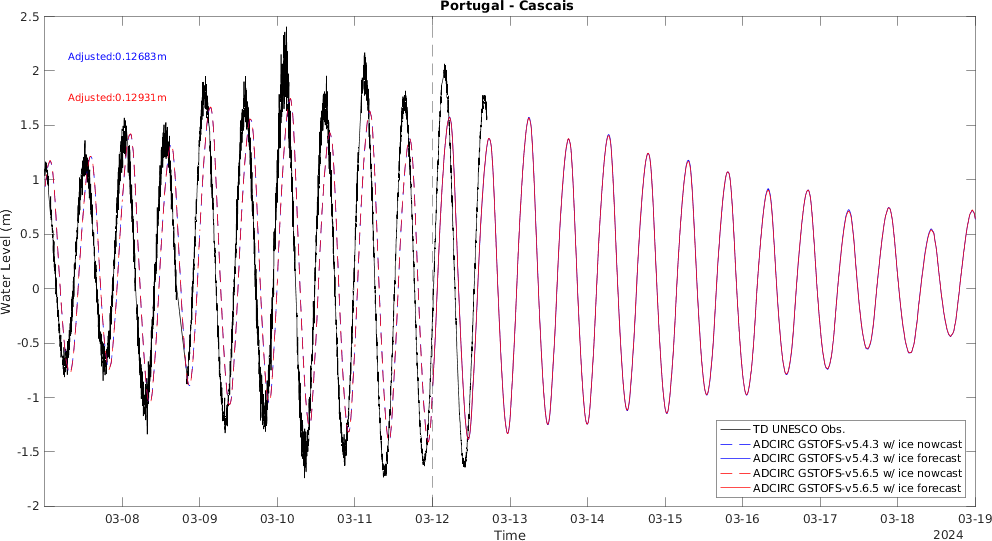 Portugal - Cascais
Adjusted:0.12683m
Adjusted:0.12931m
Water Level (m)
2.5
2
1.5
1
0.5
0
-0.5
-1
-1.5
-2
03-08
03-09
03-10
03-11
03-12
03-13
03-14
03-15
03-16
03-17
03-18
03-19
Time
2024
TD UNESCO Obs.
ADCIRC GSTOFS-v5.4.3 w/ ice nowcast
ADCIRC GSTOFS-v5.4.3 w/ ice forecast
ADCIRC GSTOFS-v5.6.5 w/ ice nowcast
ADCIRC GSTOFS-v5.6.5 w/ ice forecast